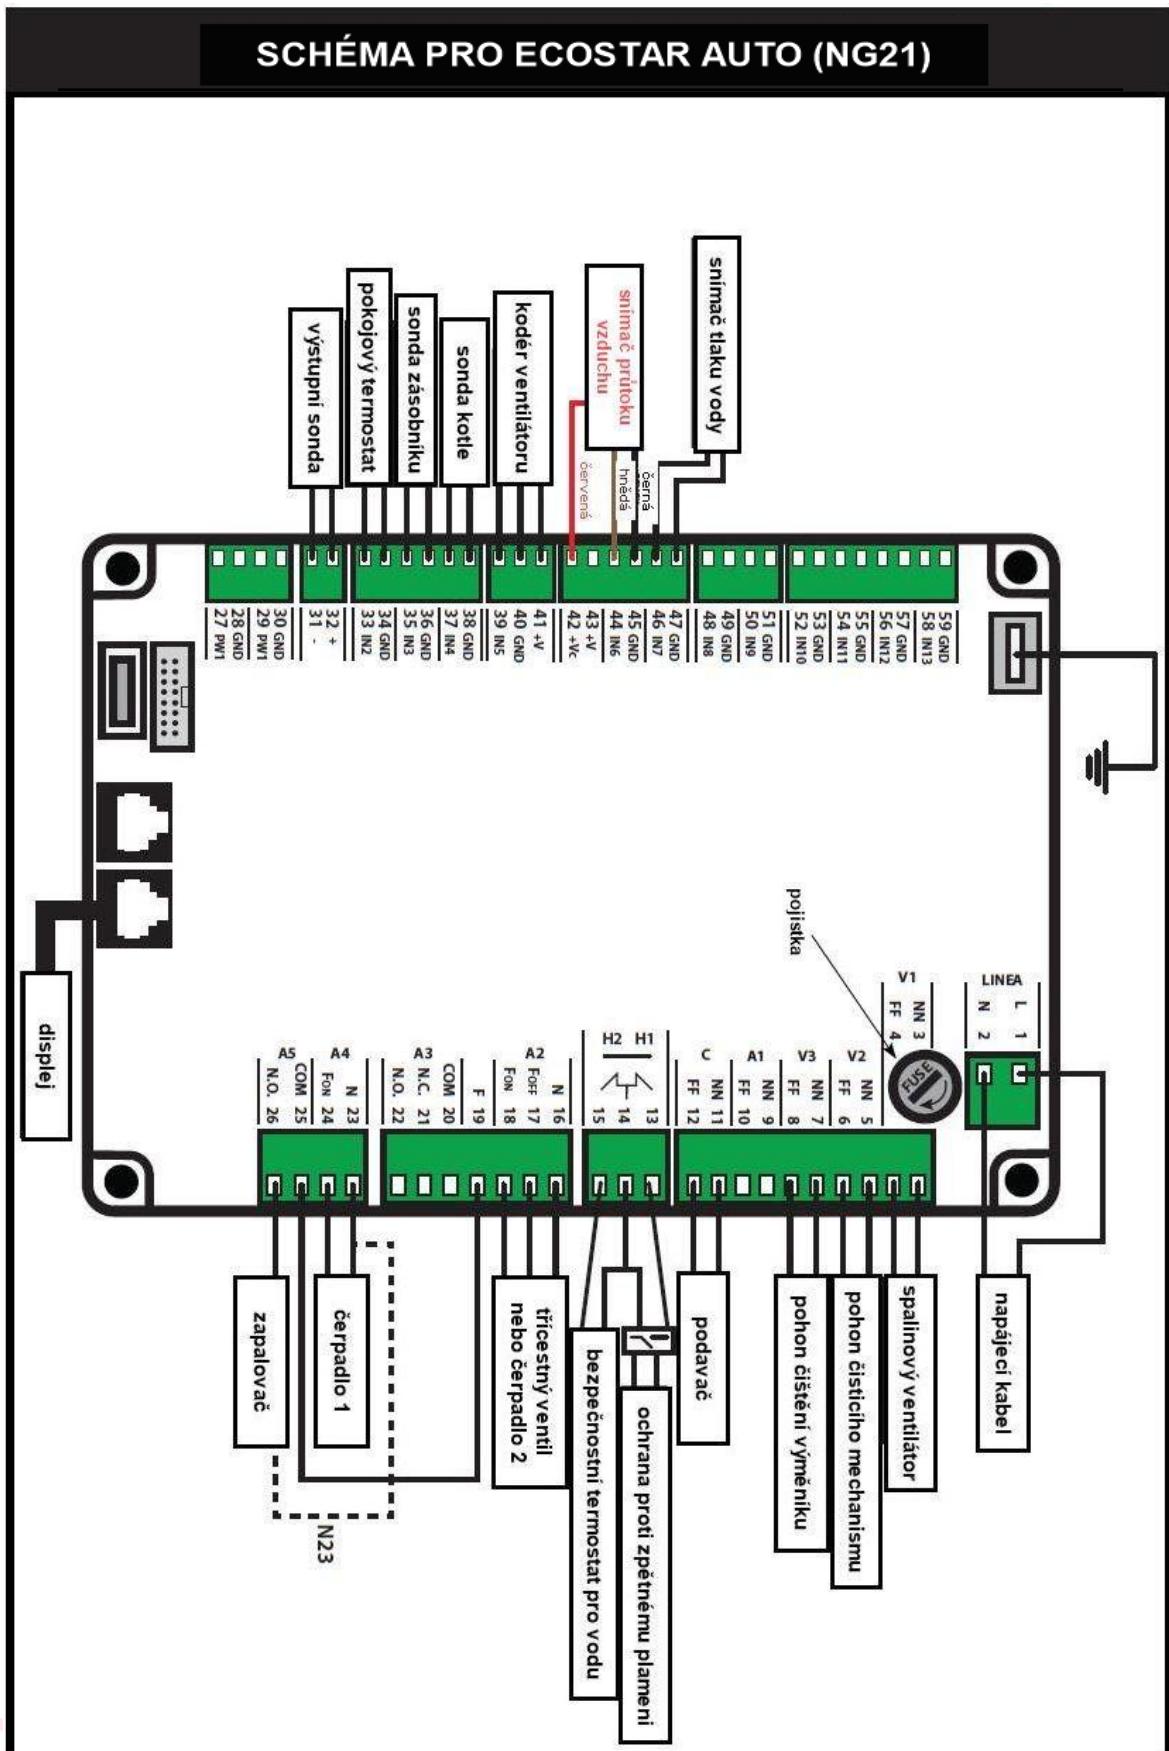 SCHÉMA PRO ECOSTAR AUTO (NG21)
výstupní sonda
pokojový termostat
sonda zásobníku
sonda kotle
kodér ventilátoru
snímač průtoku
vzduchu
snímač tlaku vody
červená
hnědá
černá
27 PW1
28 GND
29 PW1
30 GND
31 -
32 +
33 IN2
34 GND
35 IN3
36 GND
37 IN4
38 GND
39 IN5
40 GND
41 +V
42 +Vc
43 +V
44 IN6
45 GND
46 IN7
47 GND
48 IN8
49 GND
50 IN9
51 GND
52 IN10
53 GND
54 IN11
55 GND
56 IN12
57 GND
58 IN13
59 GND
pojistka
FUSE
displej
LINEA
L 1
N 2
V1
NN 3
FF 4
V2
NN 5
FF 6
V3
NN 7
FF 8
A1
NN 9
FF 10
C
NN 11
FF 12
H1
H2
13
14
15
A2
N 16
FOFF 17
FON 18
F 19
A3
COM 20
N.C. 21
N.O. 22
A4
N 23
FON 24
A5
COM 25
N.O. 26
zapalovač
čerpadlo 1
N23
třícestný ventil
nebo čerpadlo 2
bezpečnostní termostat pro vodu
ochrana proti zpětnému plameni
podavač
pohon čištění výměníku
pohon čisticího mechanismu
spalinový ventilátor
napájecí kabel